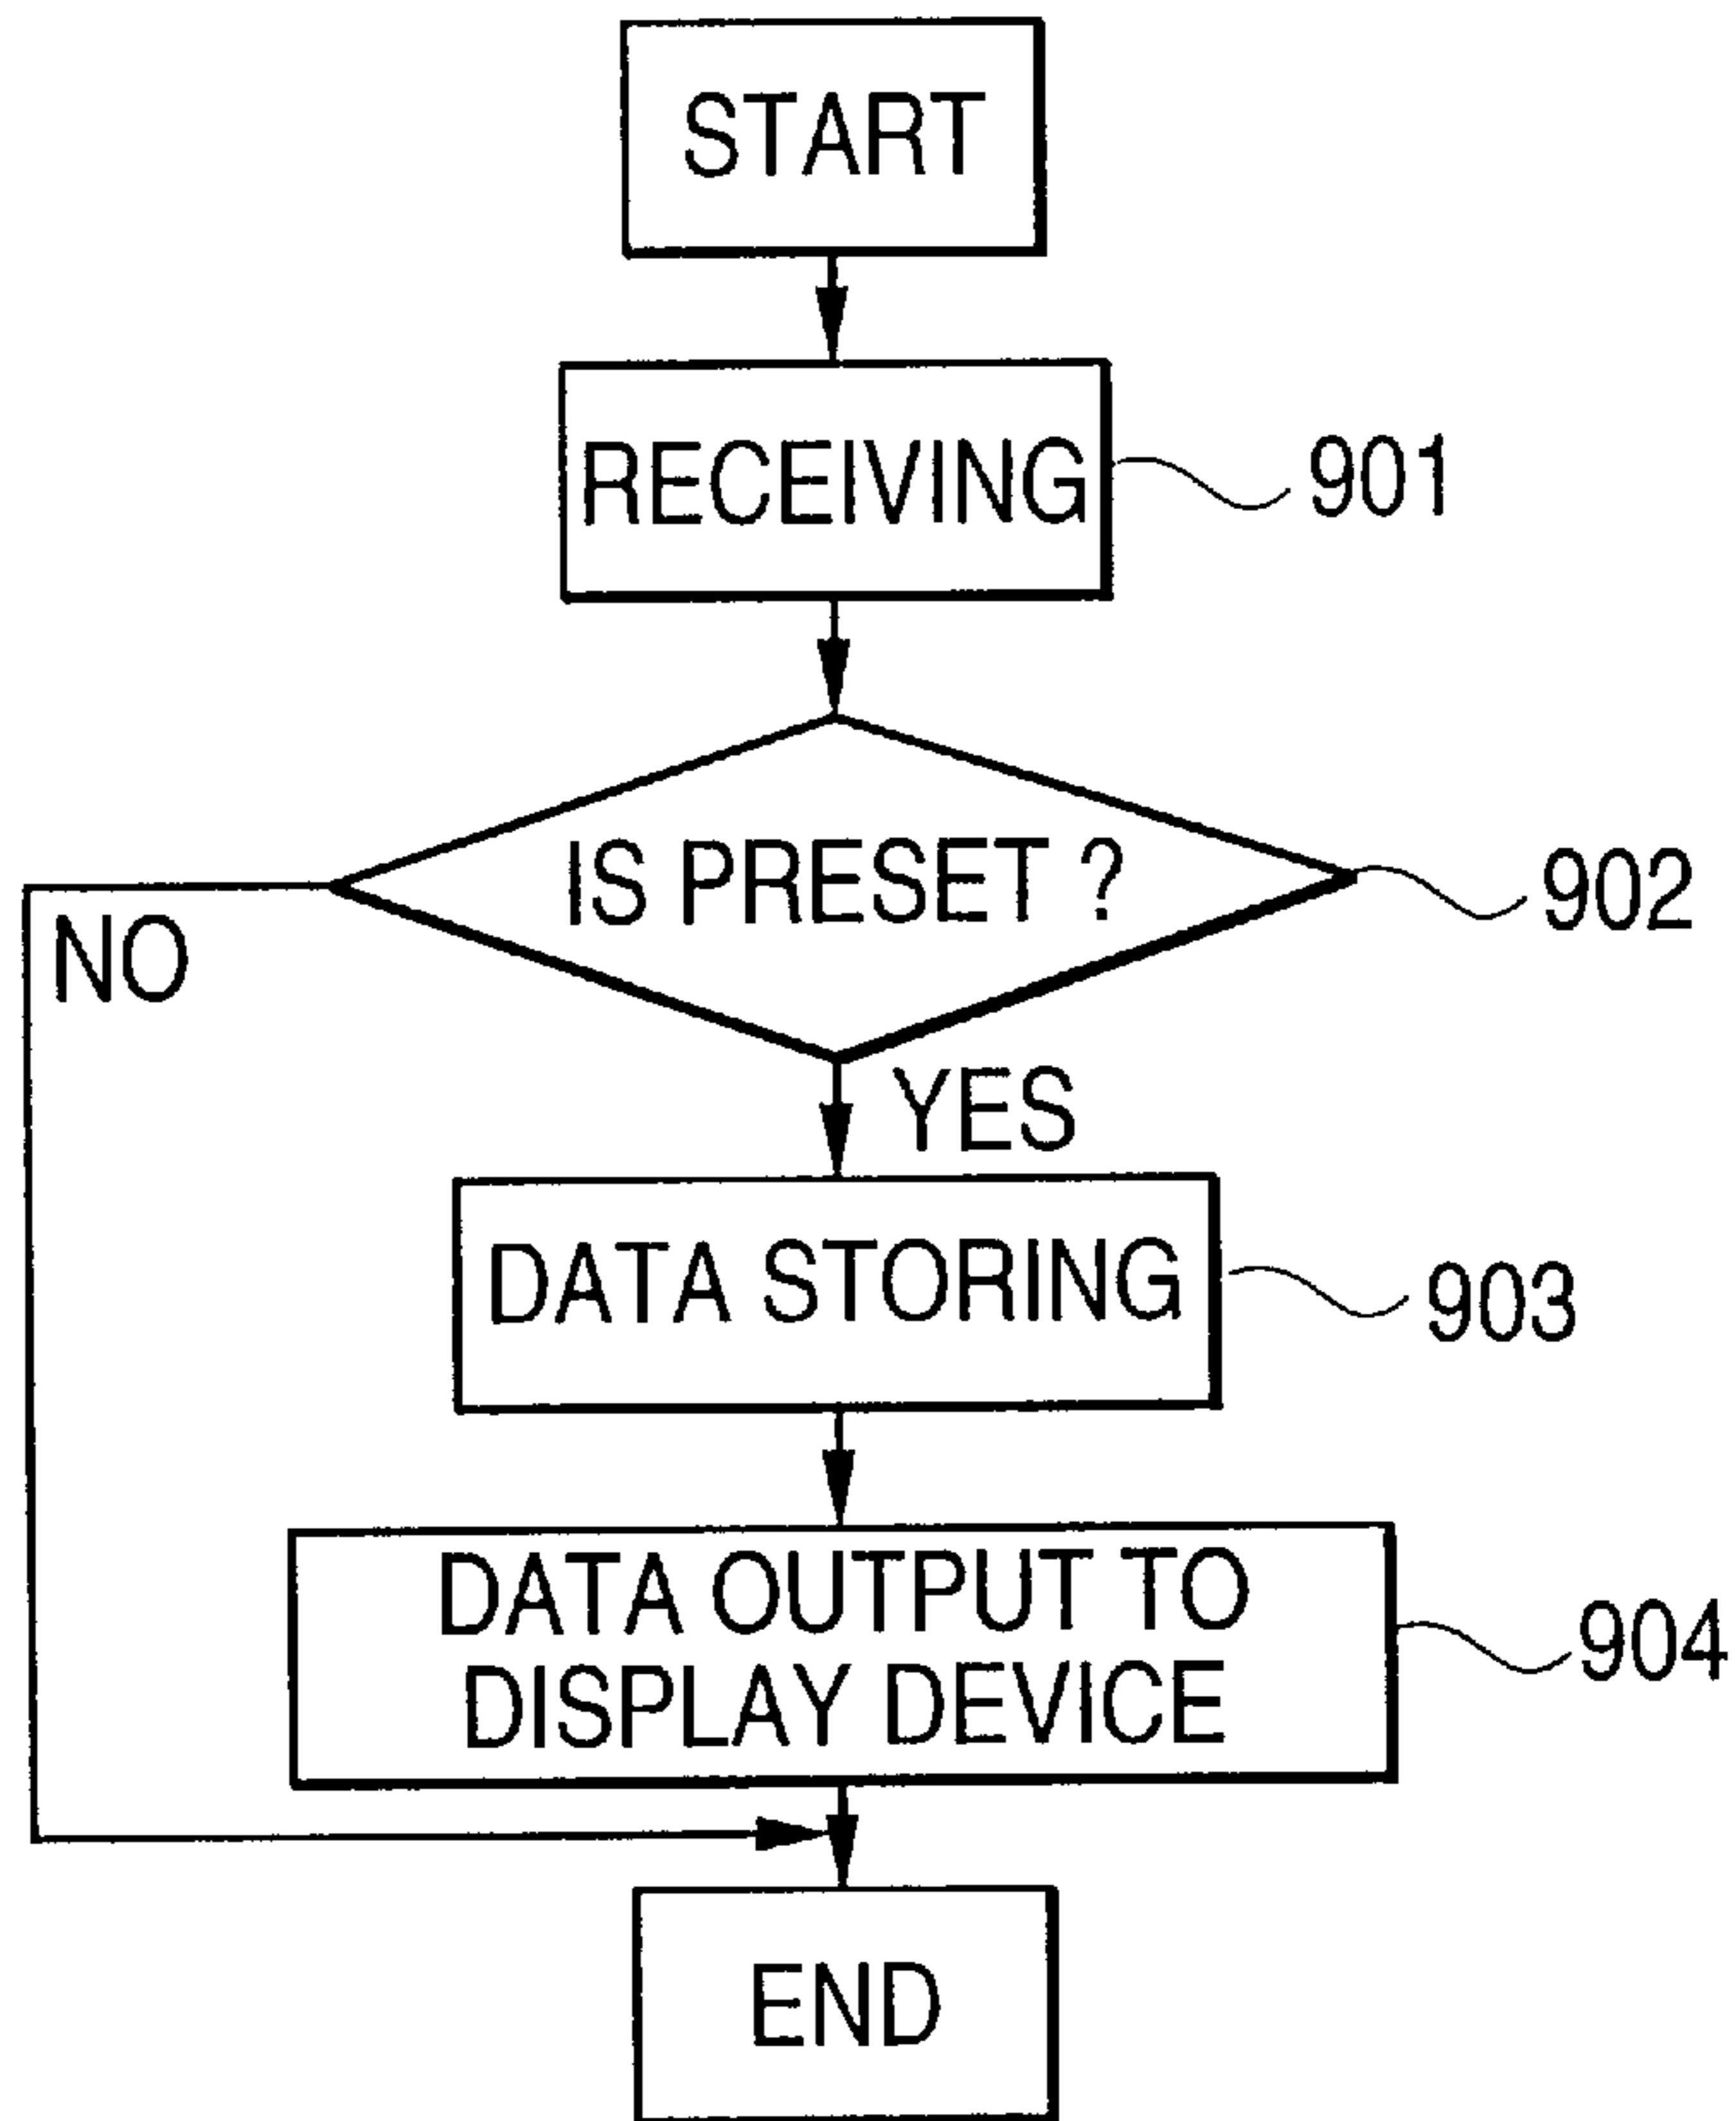 START
RECEIVING
901
IS PRESET ?
902
NO
YES
DATA STORING
903
DATA OUTPUT TO
DISPLAY DEVICE
904
END